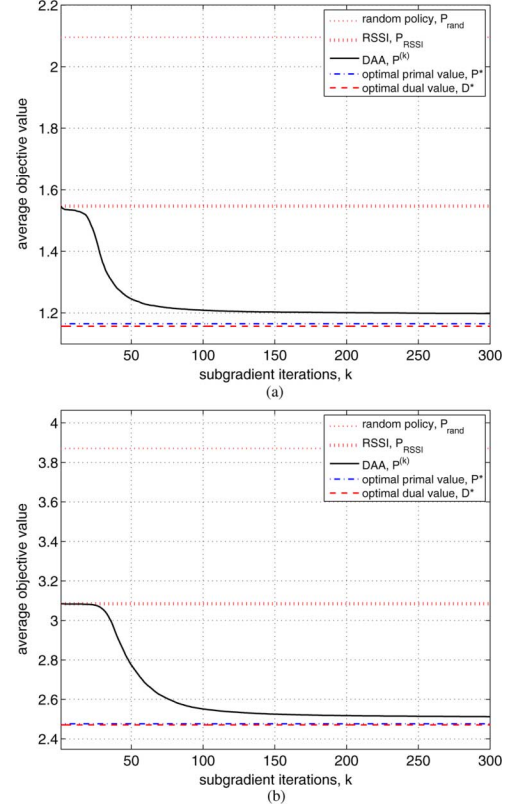 2.2
2
1.8
1.6
1.4
1.2
average objective value
random policy, P_rand
RSSI, P_RSSI
DAA, P^(k)
optimal primal value, P*
optimal dual value, D*
50 100 150 200 250 300
subgradient iterations, k
(a)
4
3.8
3.6
3.4
3.2
3
2.8
2.6
2.4
average objective value
random policy, P_rand
RSSI, P_RSSI
DAA, P^(k)
optimal primal value, P*
optimal dual value, D*
50 100 150 200 250 300
subgradient iterations, k
(b)